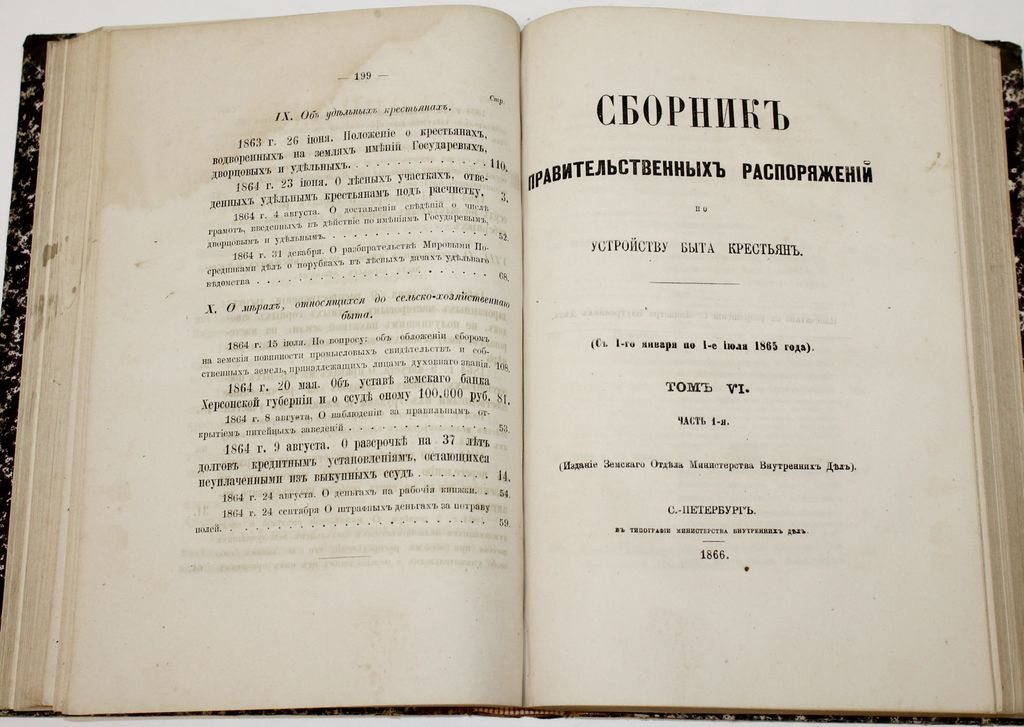 — 199 —
Стр.
IX. Объ удѣльныхъ крестьянахъ.
1863 г. 26 іюня. Положеніе о крестьянахъ,
водворенныхъ на земляхъ имѣній Государевыхъ,
дворцовыхъ и удѣльныхъ. . . . . . . . . . . . . 110.
1864 г. 23 іюня. О лѣсныхъ участкахъ, отве-
денныхъ удѣльнымъ крестьянамъ подъ расчистку. 3.
1864 г. 4 августа. О доставленіи свѣдѣній о числѣ
грамотъ, введенныхъ въ дѣйствіе по имѣніямъ Государевымъ,
дворцовымъ и удѣльнымъ. . . . . . . . . . . . . 52.
1864 г. 31 декабря. О разбирательствѣ Мировыми По-
средниками дѣлъ о порубкахъ въ лѣсныхъ дачахъ удѣльнаго
вѣдомства . . . . . . . . . . . . . . . . 68.
X. О мѣрахъ, относящихся до сельско-хозяйственнаго
быта.
1864 г. 15 іюля. По вопросу: объ обложеніи сборомъ
на земскія повинности промысловыхъ свидѣтельствъ и соб-
ственныхъ земель, принадлежащихъ лицамъ духовнаго званія. 108.
1864 г. 20 мая. Объ уставѣ земскаго банка
Херсонской губерніи и о ссудѣ оному 100.000 руб. 81.
1864 г. 8 августа. О наблюденіи за правильнымъ от-
крытіемъ питейцыхъ заведеній . . . . . . . . . . . 53.
1864 г. 9 августа. О разсрочкѣ на 37 лѣтъ
долговъ кредитнымъ установленіямъ, остающихся
неуплаченными изъ выкупныхъ ссудъ . . . . . . . . 14.
1864 г. 24 августа. О деньгахъ на рабочія книжки. . 54.
1864 г. 24 сентября О штрафныхъ деньгахъ за потраву
полей. . . . . . . . . . . . . . . . . . . 59.
СБОРНИКЪ
ПРАВИТЕЛЬСТВЕННЫХЪ РАСПОРЯЖЕНІЙ
ПО
УСТРОЙСТВУ БЫТА КРЕСТЬЯНЪ.
(Съ 1-го января по 1-е іюля 1865 года).
ТОМЪ VI.
ЧАСТЬ 1-я.
(Изданіе Земскаго Отдѣла Министерства Внутреннихъ Дѣлъ).
С.-ПЕТЕРБУРГЪ.
ВЪ ТИПОГРАФІИ МИНИСТЕРСТВА ВНУТРЕННИХЪ ДѢЛЪ.
1866.